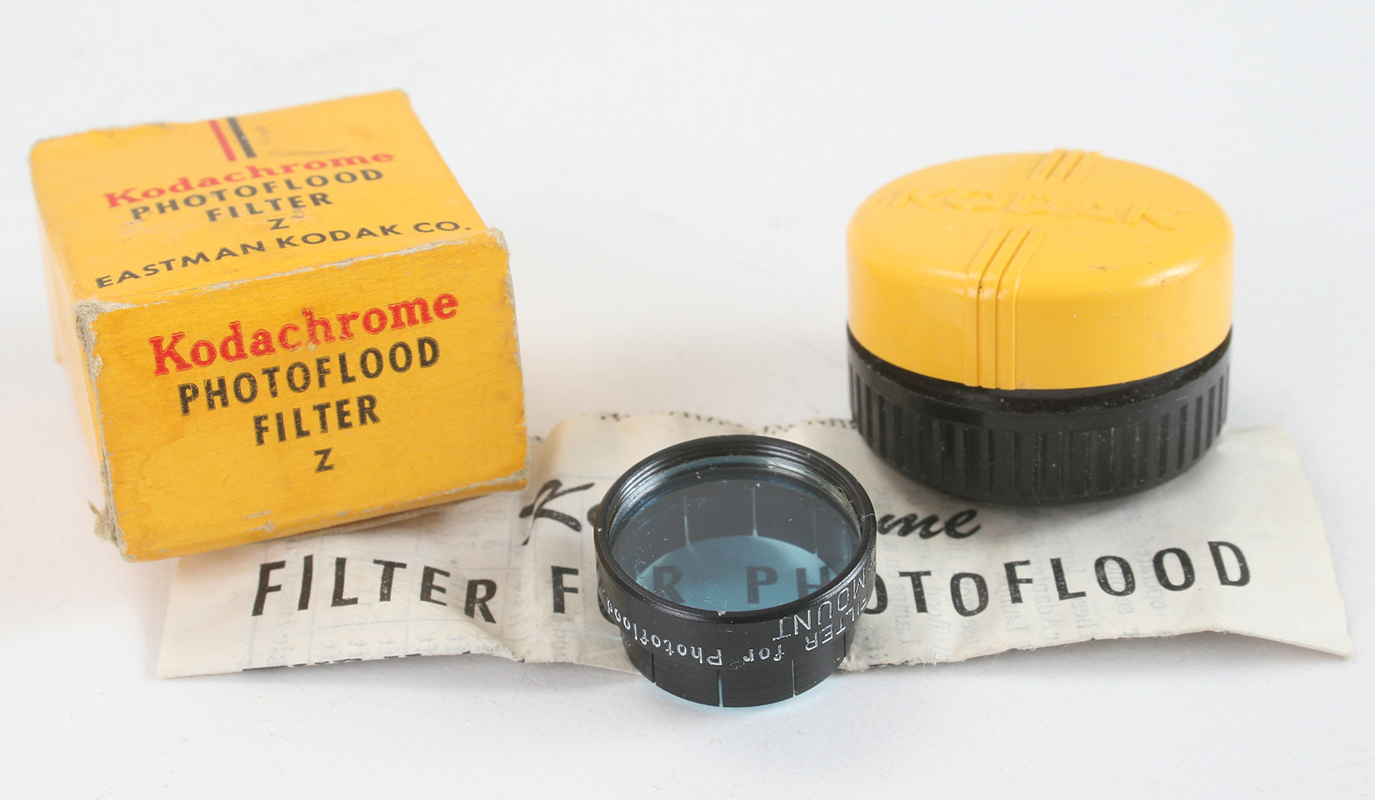 Kodachrome
PHOTOFLOOD
FILTER
Z
EASTMAN KODAK CO.
Kodachrome
PHOTOFLOOD
FILTER
Z
KODAK
FILTER FOR PHOTOFLOOD
FILTER for Photoflood
MOUNT